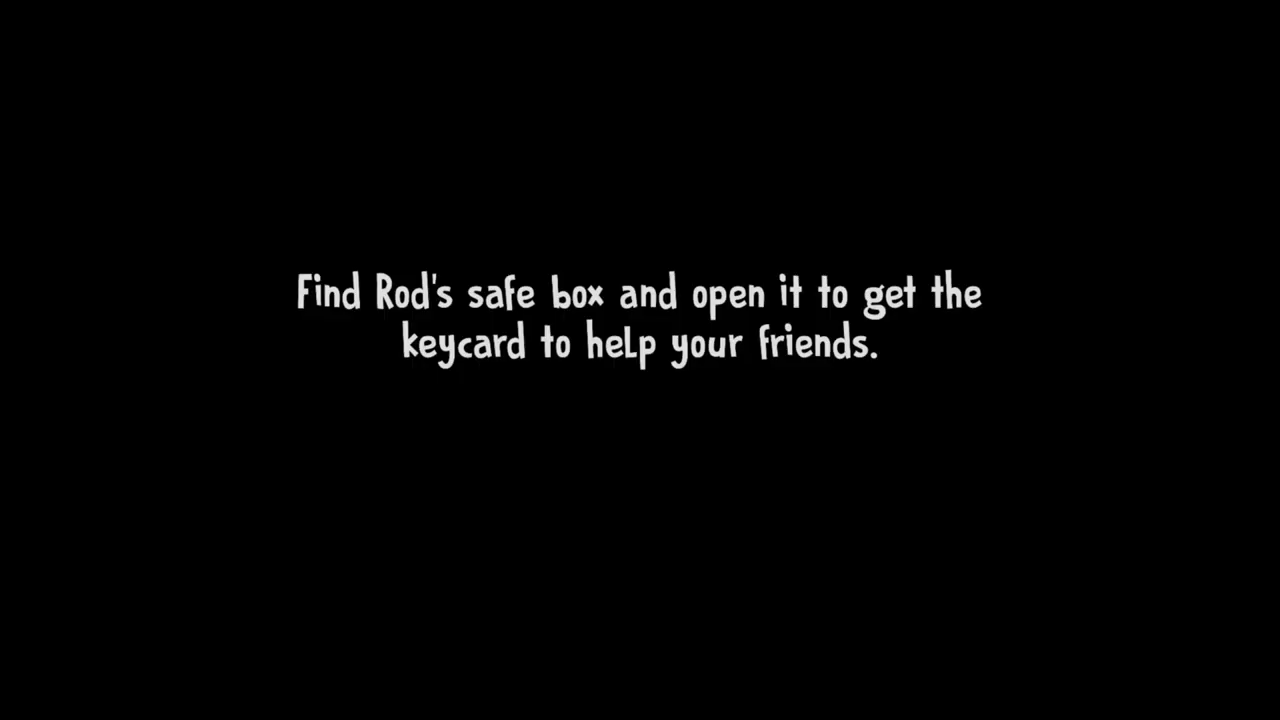 Find Rod's safe box and open it to get the
keycard to help your friends.